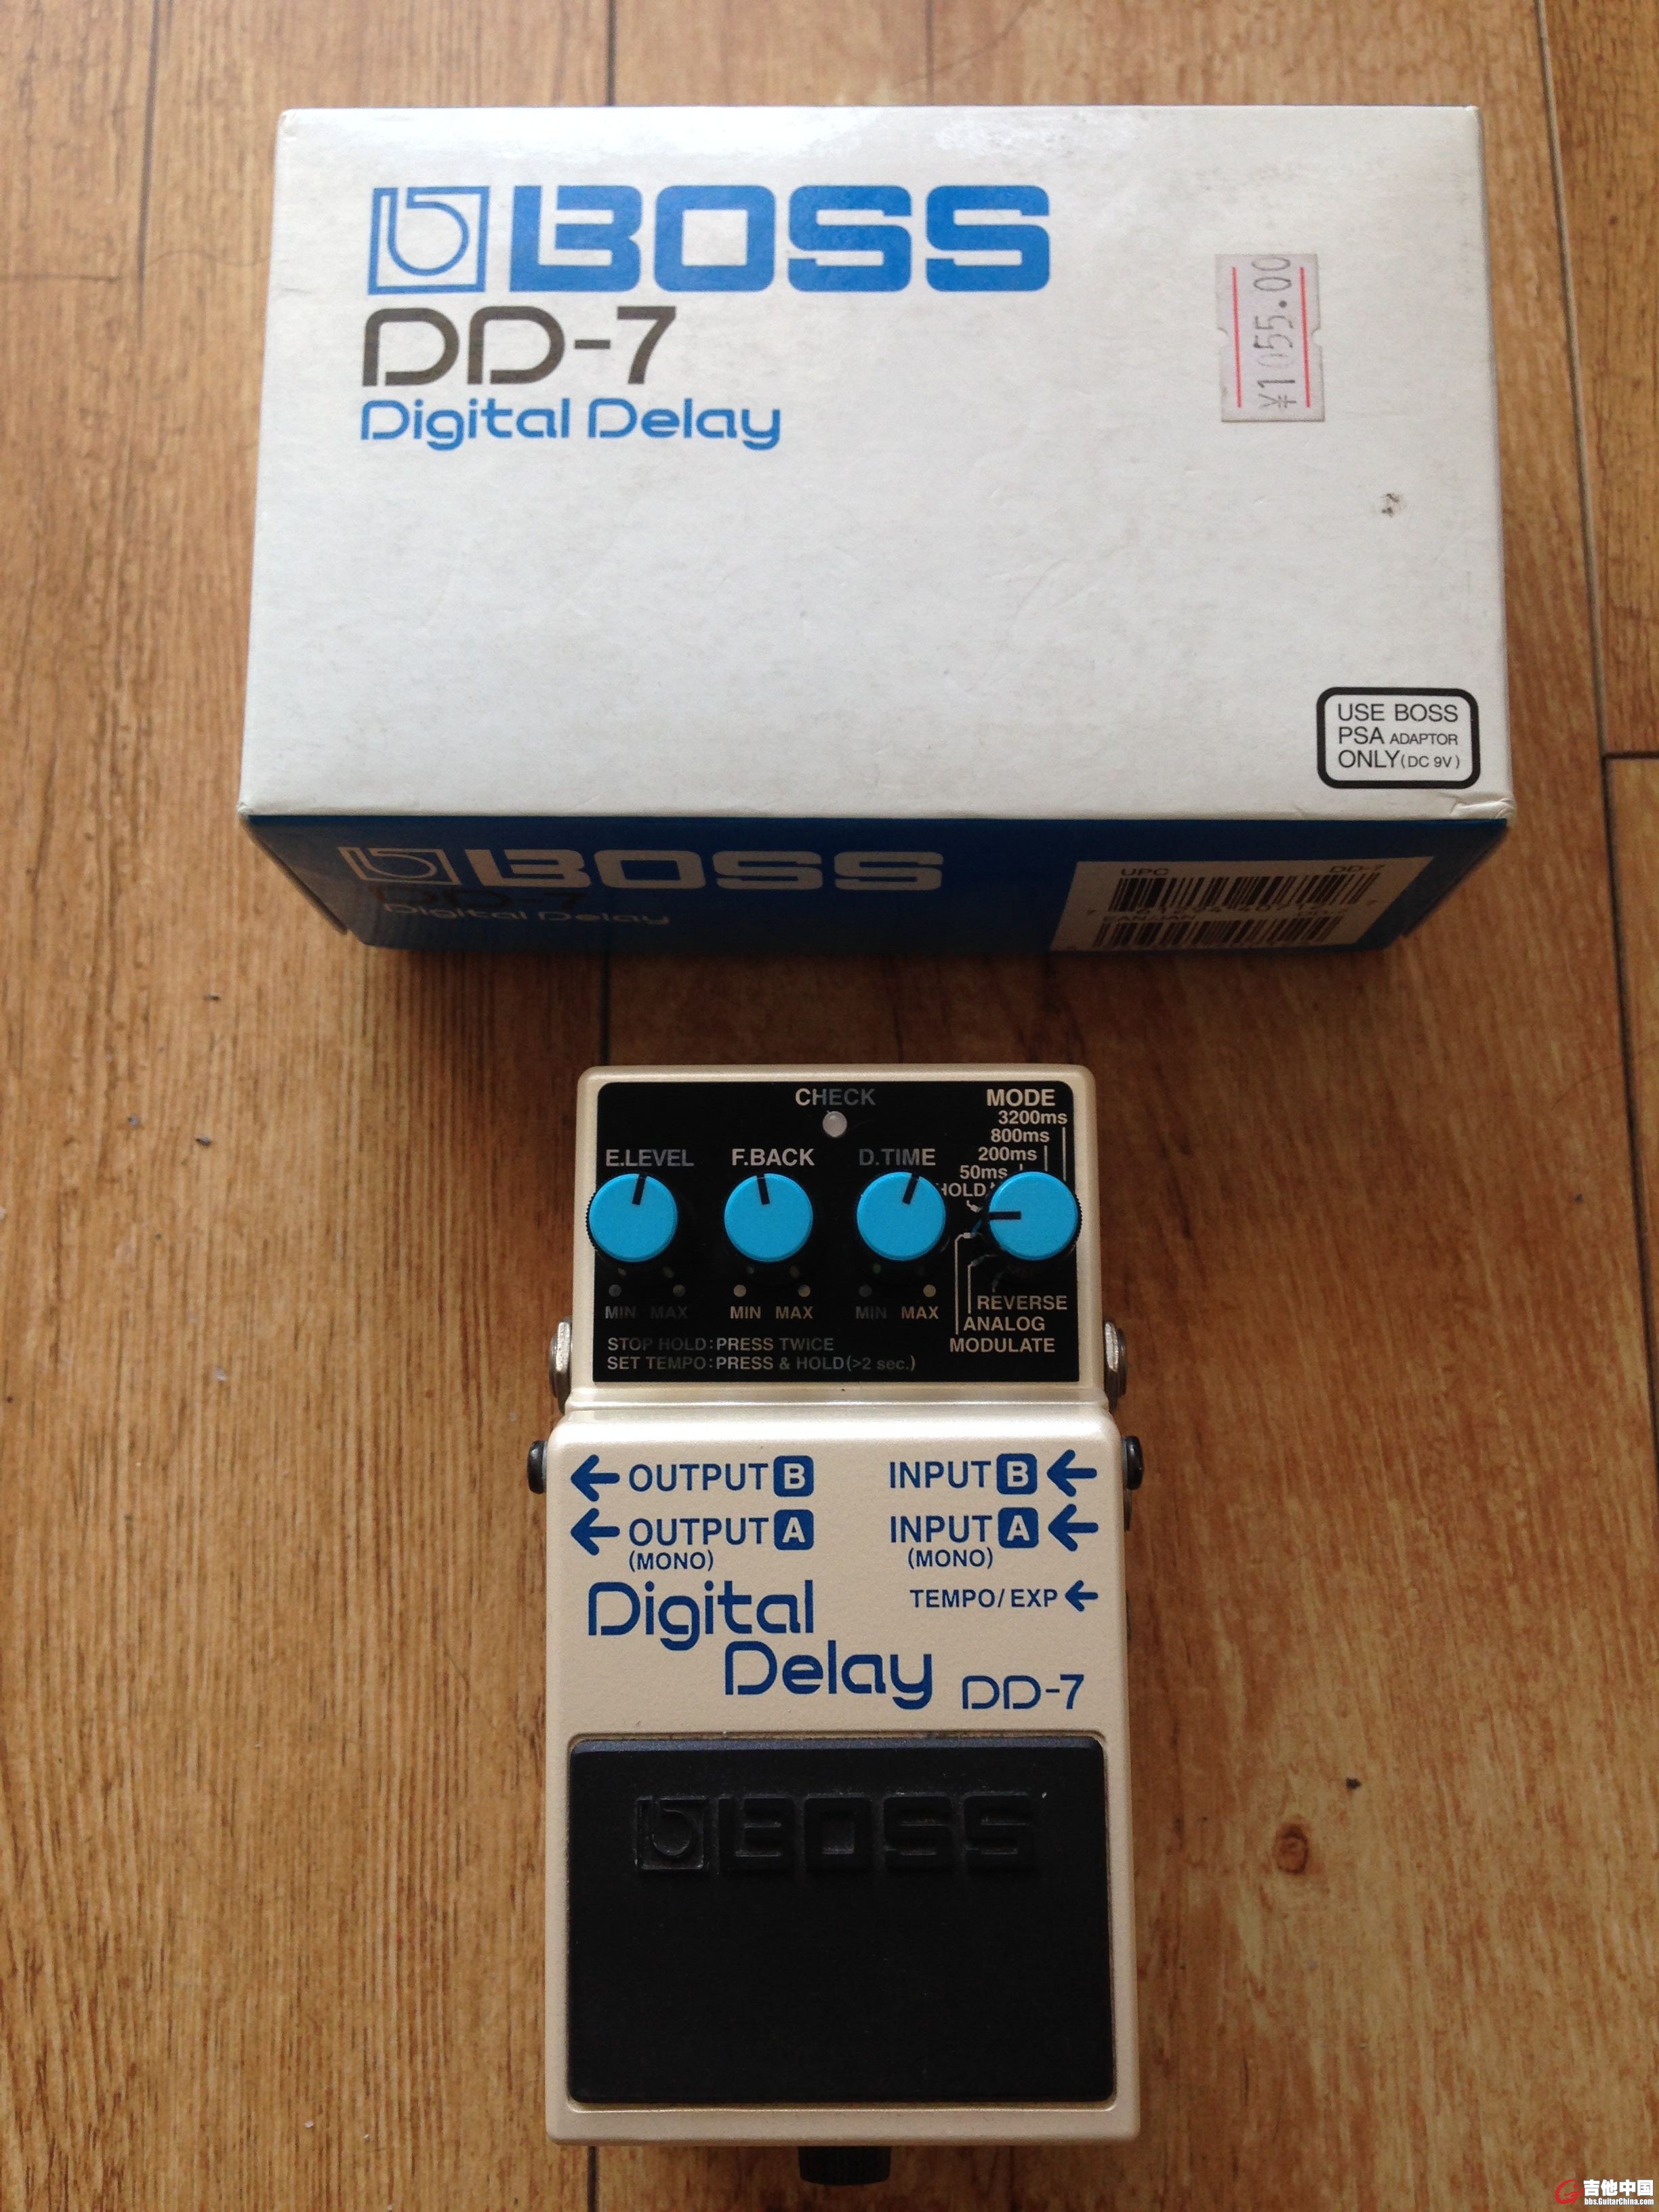 BOSS
DD-7
Digital Delay
¥1055.00
USE BOSS
PSA ADAPTOR
ONLY(DC 9V)
BOSS
DD-7
Digital Delay
UPC DD-7
CHECK
MODE
3200ms
800ms
200ms
50ms
HOLD
E.LEVEL F.BACK D.TIME
MIN MAX MIN MAX MIN MAX
REVERSE
ANALOG
MODULATE
STOP HOLD:PRESS TWICE
SET TEMPO:PRESS & HOLD(>2 sec.)
OUTPUT B INPUT B
OUTPUT A INPUT A
(MONO) (MONO)
TEMPO/EXP
Digital
Delay DD-7
BOSS
吉他中国
bbs.GuitarChina.com